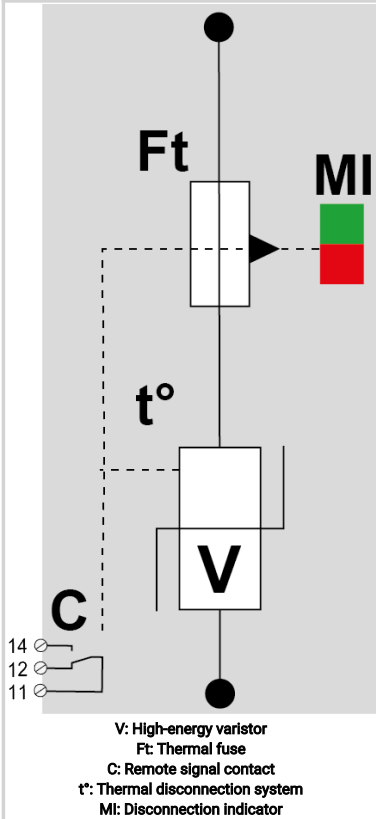 Ft
MI
t°
V
C
14
12
11
V: High-energy varistor
Ft: Thermal fuse
C: Remote signal contact
t°: Thermal disconnection system
MI: Disconnection indicator